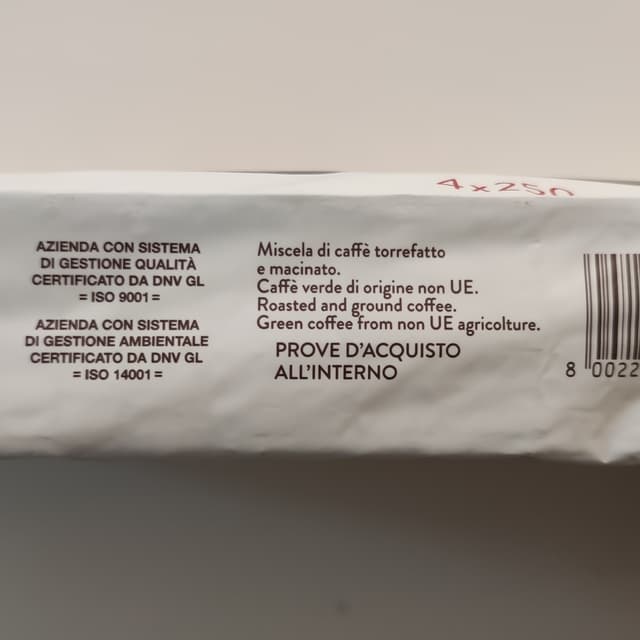 4 x 250
AZIENDA CON SISTEMA
DI GESTIONE QUALITÀ
CERTIFICATO DA DNV GL
= ISO 9001 =
AZIENDA CON SISTEMA
DI GESTIONE AMBIENTALE
CERTIFICATO DA DNV GL
= ISO 14001 =
Miscela di caffè torrefatto
e macinato.
Caffè verde di origine non UE.
Roasted and ground coffee.
Green coffee from non UE agricolture.
PROVE D'ACQUISTO
ALL'INTERNO
8 0022